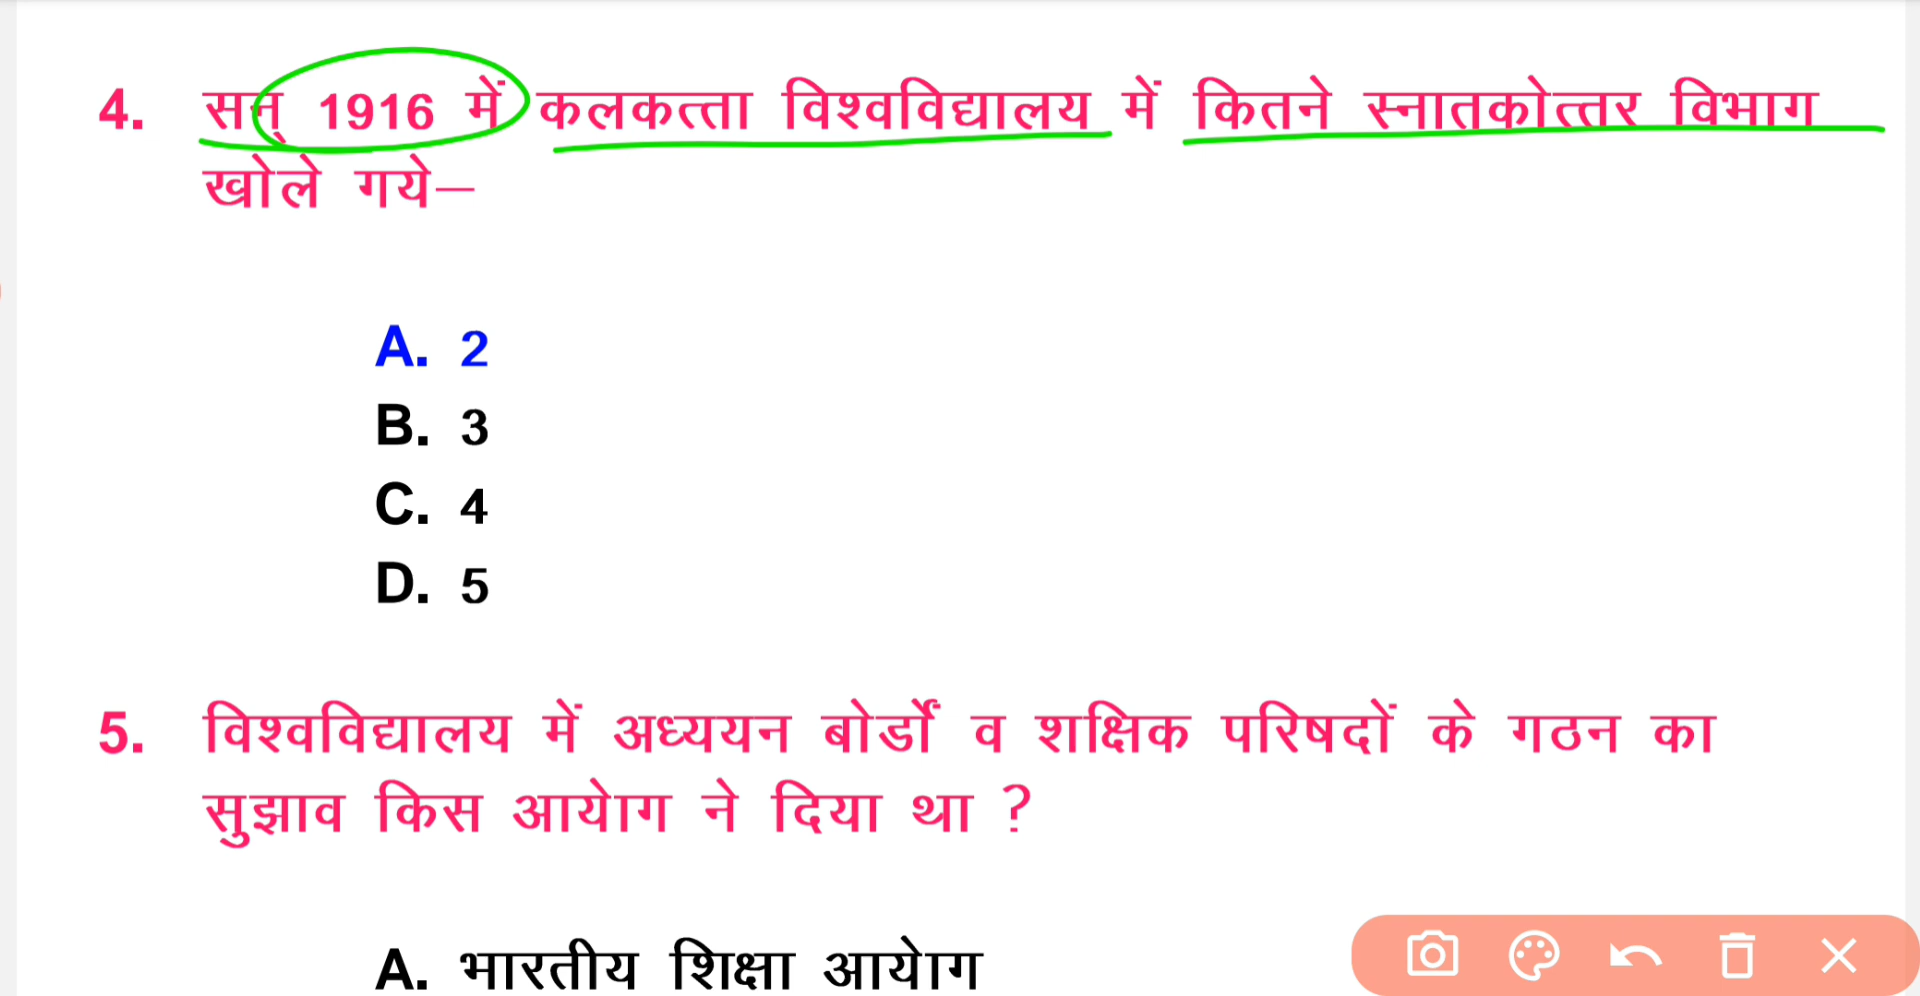 4. सन् 1916 में कलकत्ता विश्वविद्यालय में कितने स्नातकोत्तर विभाग
खोले गये–
A. 2
B. 3
C. 4
D. 5
5. विश्वविद्यालय में अध्ययन बोर्डों व शक्षिक परिषदों के गठन का
सुझाव किस आयेाग ने दिया था ?
A. भारतीय शिक्षा आयेाग